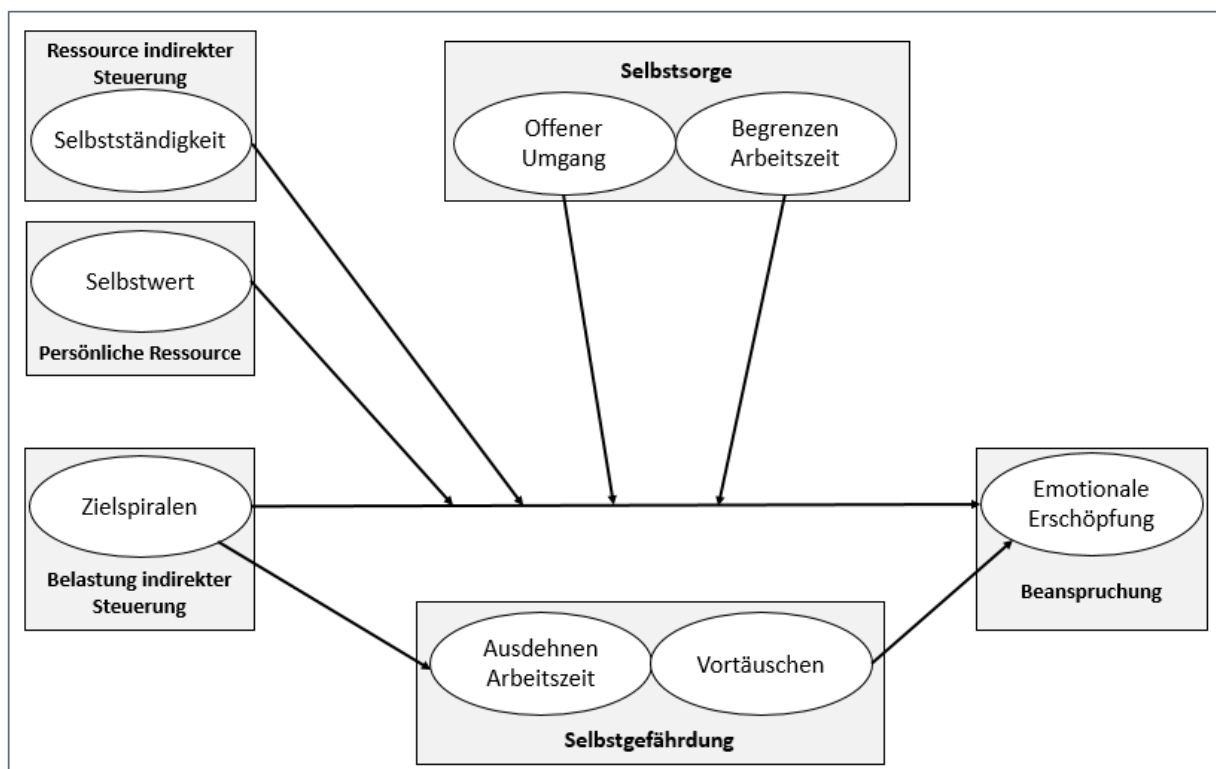 Ressource indirekter
Steuerung
Selbstständigkeit
Selbstsorge
Offener
Umgang
Begrenzen
Arbeitszeit
Selbstwert
Persönliche Ressource
Zielspiralen
Belastung indirekter
Steuerung
Emotionale
Erschöpfung
Beanspruchung
Ausdehnen
Arbeitszeit
Vortäuschen
Selbstgefährdung